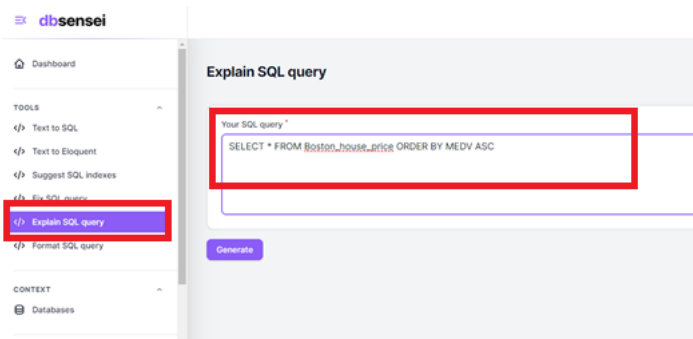 dbsensei
Dashboard
TOOLS
</> Text to SQL
</> Text to Eloquent
</> Suggest SQL indexes
</> Fix SQL query
</> Explain SQL query
</> Format SQL query
CONTEXT
Databases
Explain SQL query
Your SQL query *
SELECT * FROM Boston_house_price ORDER BY MEDV ASC
Generate